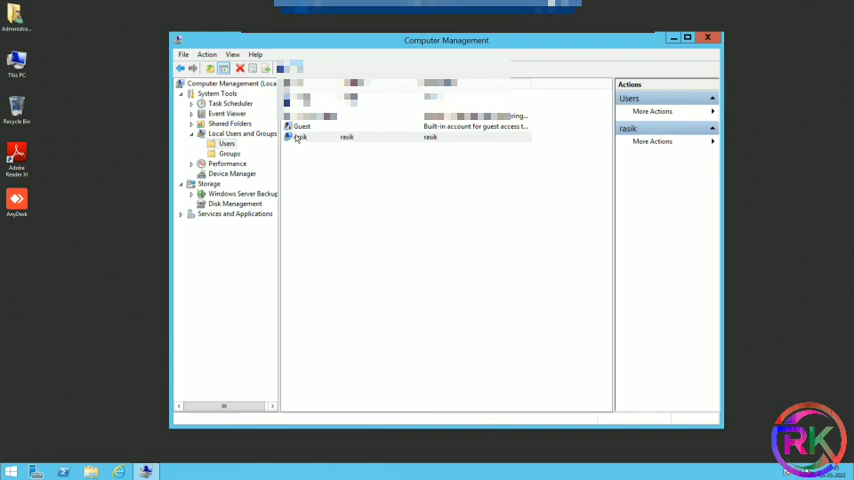 Administra...
This PC
Recycle Bin
Adobe
Reader XI
AnyDesk
Computer Management
File Action View Help
Computer Management (Loca
System Tools
Task Scheduler
Event Viewer
Shared Folders
Local Users and Groups
Users
Groups
Performance
Device Manager
Storage
Windows Server Backup
Disk Management
Services and Applications
ring...
Guest Built-in account for guest access t...
rasik rasik
Actions
Users
More Actions
rasik
More Actions
RK